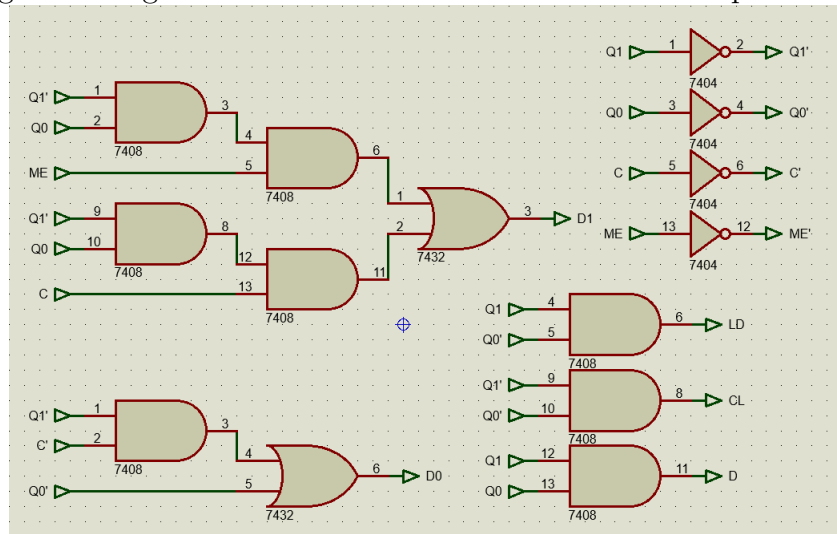 Q1 1 2 Q1'
7404
Q1' 1
Q0 2
3
7408
4
ME 5
6
7408
Q0 3 4 Q0'
7404
C 5 6 C'
7404
Q1' 9
Q0 10
8
7408
12
C 13
11
7408
1
2
3 D1
7432
ME 13 12 ME'
7404
Q1 4
Q0' 5
6 LD
7408
Q1' 9
Q0' 10
8 CL
7408
Q1 12
Q0 13
11 D
7408
Q1' 1
C' 2
3
7408
4
Q0' 5
6 D0
7432